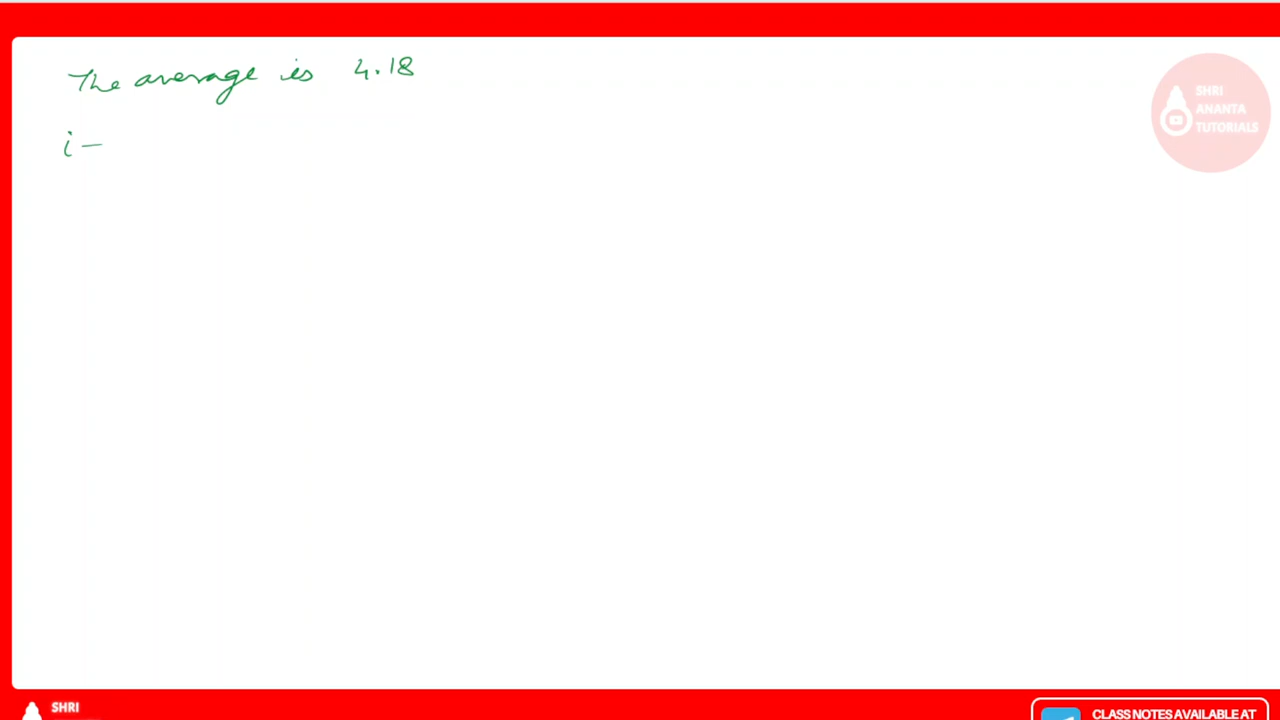 The average is 4.18
i –
SHRI
ANANTA
TUTORIALS
SHRI
CLASS NOTES AVAILABLE AT